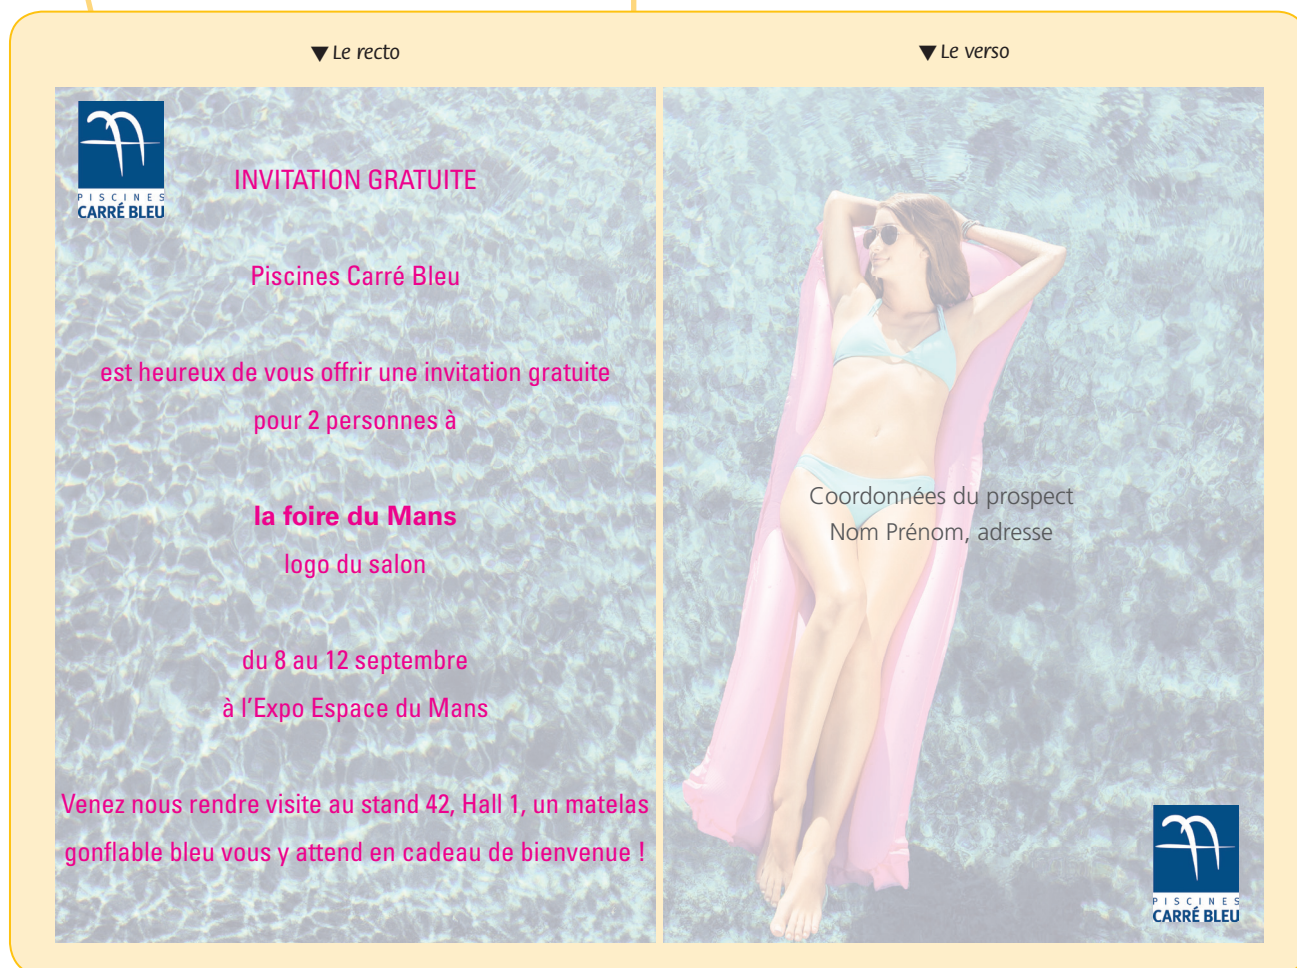 ▼ Le recto
PISCINES
CARRÉ BLEU
INVITATION GRATUITE
Piscines Carré Bleu
est heureux de vous offrir une invitation gratuite
pour 2 personnes à
la foire du Mans
logo du salon
du 8 au 12 septembre
à l'Expo Espace du Mans
Venez nous rendre visite au stand 42, Hall 1, un matelas
gonflable bleu vous y attend en cadeau de bienvenue !
▼ Le verso
Coordonnées du prospect
Nom Prénom, adresse
PISCINES
CARRÉ BLEU